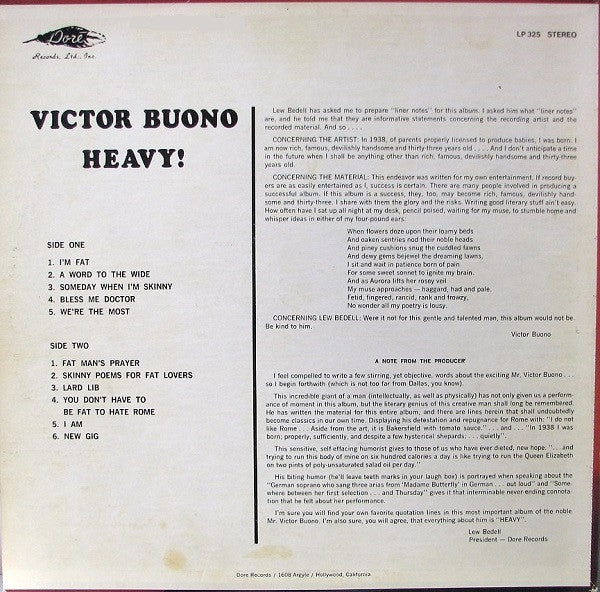 Doré
Records, Ltd., Inc.
LP 325 STEREO
VICTOR BUONO
HEAVY!
SIDE ONE
1. I'M FAT
2. A WORD TO THE WIDE
3. SOMEDAY WHEN I'M SKINNY
4. BLESS ME DOCTOR
5. WE'RE THE MOST
SIDE TWO
1. FAT MAN'S PRAYER
2. SKINNY POEMS FOR FAT LOVERS
3. LARD LIB
4. YOU DON'T HAVE TO
BE FAT TO HATE ROME
5. I AM
6. NEW GIG
Lew Bedell has asked me to prepare "liner notes" for this album. I asked him what "liner notes"
are, and he told me that they are informative statements concerning the recording artist and the
recorded material. And so . . . .
CONCERNING THE ARTIST: In 1938, of parents properly licensed to produce babies, I was born. I
am now rich, famous, devilishly handsome and thirty-three years old . . . . And I don't anticipate a time
in the future when I shall be anything other than rich, famous, devilishly handsome and thirty-three
years old.
CONCERNING THE MATERIAL: This endeavor was written for my own entertainment. If record buy-
ers are as easily entertained as I, success is certain. There are many people involved in producing a
successful album. If this album is a success, they, too, may become rich, famous, devilishly hand-
some and thirty-three. I share with them the glory and the risks. Writing good literary stuff ain't easy.
How often have I sat up all night at my desk, pencil poised, waiting for my muse, to stumble home and
whisper ideas in either of my four-pound ears:
When flowers doze upon their loamy beds
And oaken sentries nod their noble heads
And piney cushions snug the cuddled fawns
And dewy gems bejewel the dreaming lawns,
I sit and wait in patience born of pain
For some sweet sonnet to ignite my brain.
And as Aurora lifts her rosey veil
My muse approaches — haggard, had and pale.
Fetid, fingered, rancid, rank and frowzy,
No wonder all my poetry is lousy.
CONCERNING LEW BEDELL: Were it not for this gentle and talented man, this album would not be.
Be kind to him.
Victor Buono
A NOTE FROM THE PRODUCER
I feel compelled to write a few stirring, yet objective, words about the exciting Mr. Victor Buono . . .
so I begin forthwith (which is not too far from Dallas, you know).
This incredible giant of a man (intellectually, as well as physically) has not only given us a perform-
ance of moment in this album, but the literary genius of this creative man shall long be remembered.
He has written the material for this entire album, and there are lines herein that shall undoubtedly
become classics in our own time. Displaying his detestation and repugnance for Rome with: "I do not
like Rome . . . Aside from the art, it is Bakersfield with tomato sauce." . . . and . . . "In 1938 I was
born; properly, sufficiently, and despite a few hysterical shepards; . . . quietly".
This sensitive, self-effacing humorist gives to those of us who have ever dieted, new hope. ". . . and
trying to run this body of mine on six hundred calories a day is like trying to run the Queen Elizabeth
on two pints of poly-unsaturated salad oil per day."
His biting humor (he'll leave teeth marks in your laugh box) is portrayed when speaking about the
"German soprano who sang three arias from 'Madame Butterfly' in German . . . out loud" and "Some-
where between her first selection . . . and Thursday" gives it that interminable never ending connota-
tion that he felt about her performance.
I'm sure you will find your own favorite quotation lines in this most important album of the noble
Mr. Victor Buono. I'm also sure, you will agree, that everything about him is "HEAVY".
Lew Bedell
President — Dore Records
Dore Records / 1608 Argyle / Hollywood, California